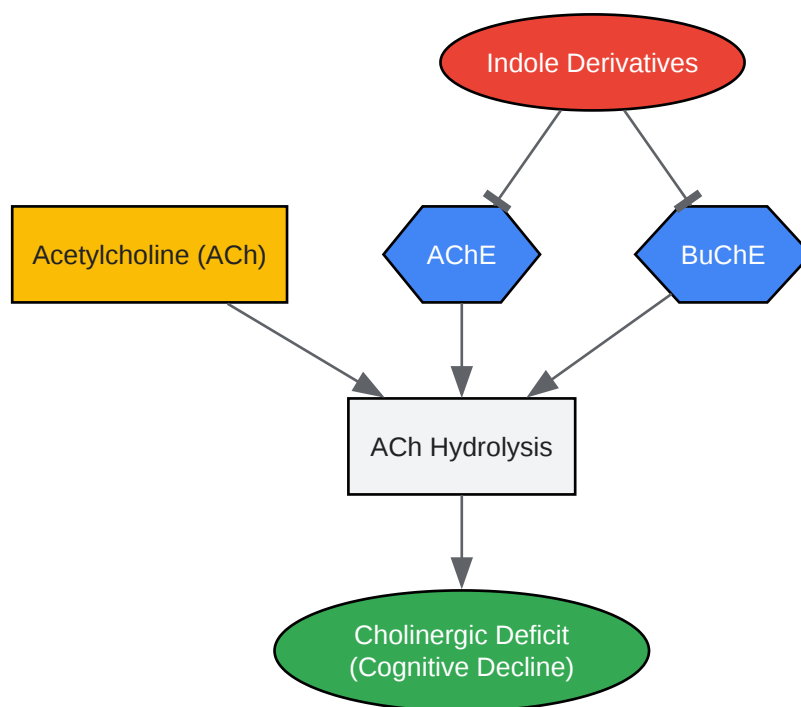 Indole Derivatives
Acetylcholine (ACh)
AChE
BuChE
ACh Hydrolysis
Cholinergic Deficit
(Cognitive Decline)